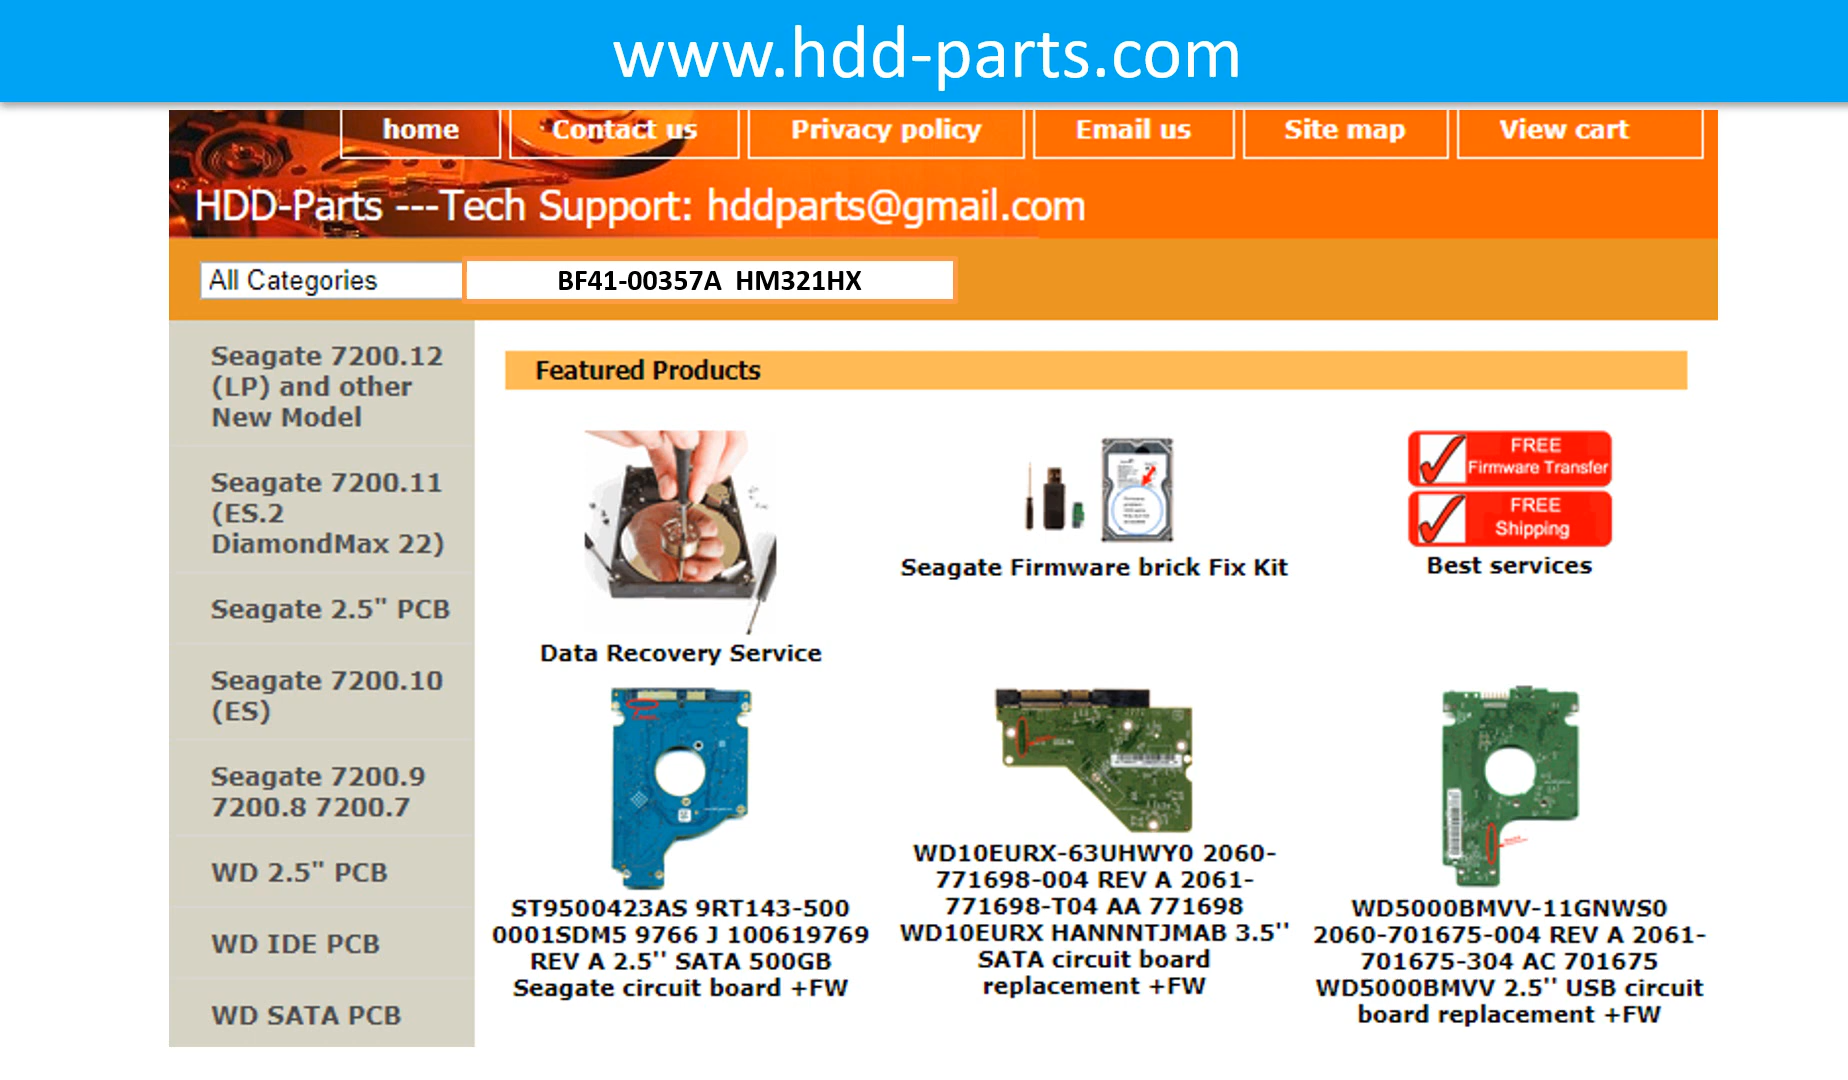 www.hdd-parts.com
home
Contact us
Privacy policy
Email us
Site map
View cart
HDD-Parts ---Tech Support: hddparts@gmail.com
All Categories
BF41-00357A HM321HX
Seagate 7200.12
(LP) and other
New Model
Seagate 7200.11
(ES.2
DiamondMax 22)
Seagate 2.5" PCB
Seagate 7200.10
(ES)
Seagate 7200.9
7200.8 7200.7
WD 2.5" PCB
WD IDE PCB
WD SATA PCB
Featured Products
Data Recovery Service
Seagate Firmware brick Fix Kit
FREE
Firmware Transfer
FREE
Shipping
Best services
ST9500423AS 9RT143-500
0001SDM5 9766 J 100619769
REV A 2.5'' SATA 500GB
Seagate circuit board +FW
WD10EURX-63UHWY0 2060-
771698-004 REV A 2061-
771698-T04 AA 771698
WD10EURX HANNNTJMAB 3.5''
SATA circuit board
replacement +FW
WD5000BMVV-11GNWS0
2060-701675-004 REV A 2061-
701675-304 AC 701675
WD5000BMVV 2.5'' USB circuit
board replacement +FW